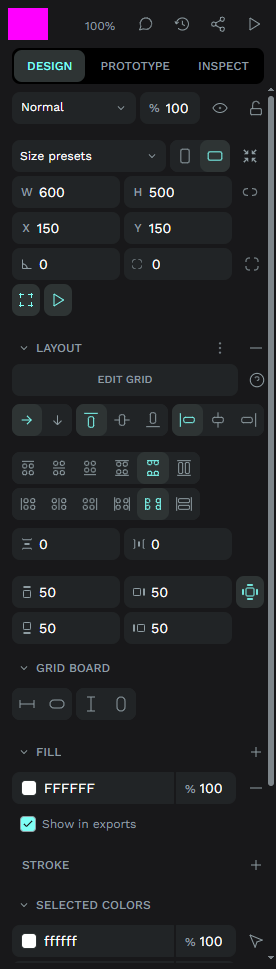 100%
DESIGN PROTOTYPE INSPECT
Normal % 100
Size presets
W 600 H 500
X 150 Y 150
0 0
LAYOUT
EDIT GRID
0 0
50 50
50 50
GRID BOARD
FILL
FFFFFF % 100
Show in exports
STROKE
SELECTED COLORS
ffffff % 100